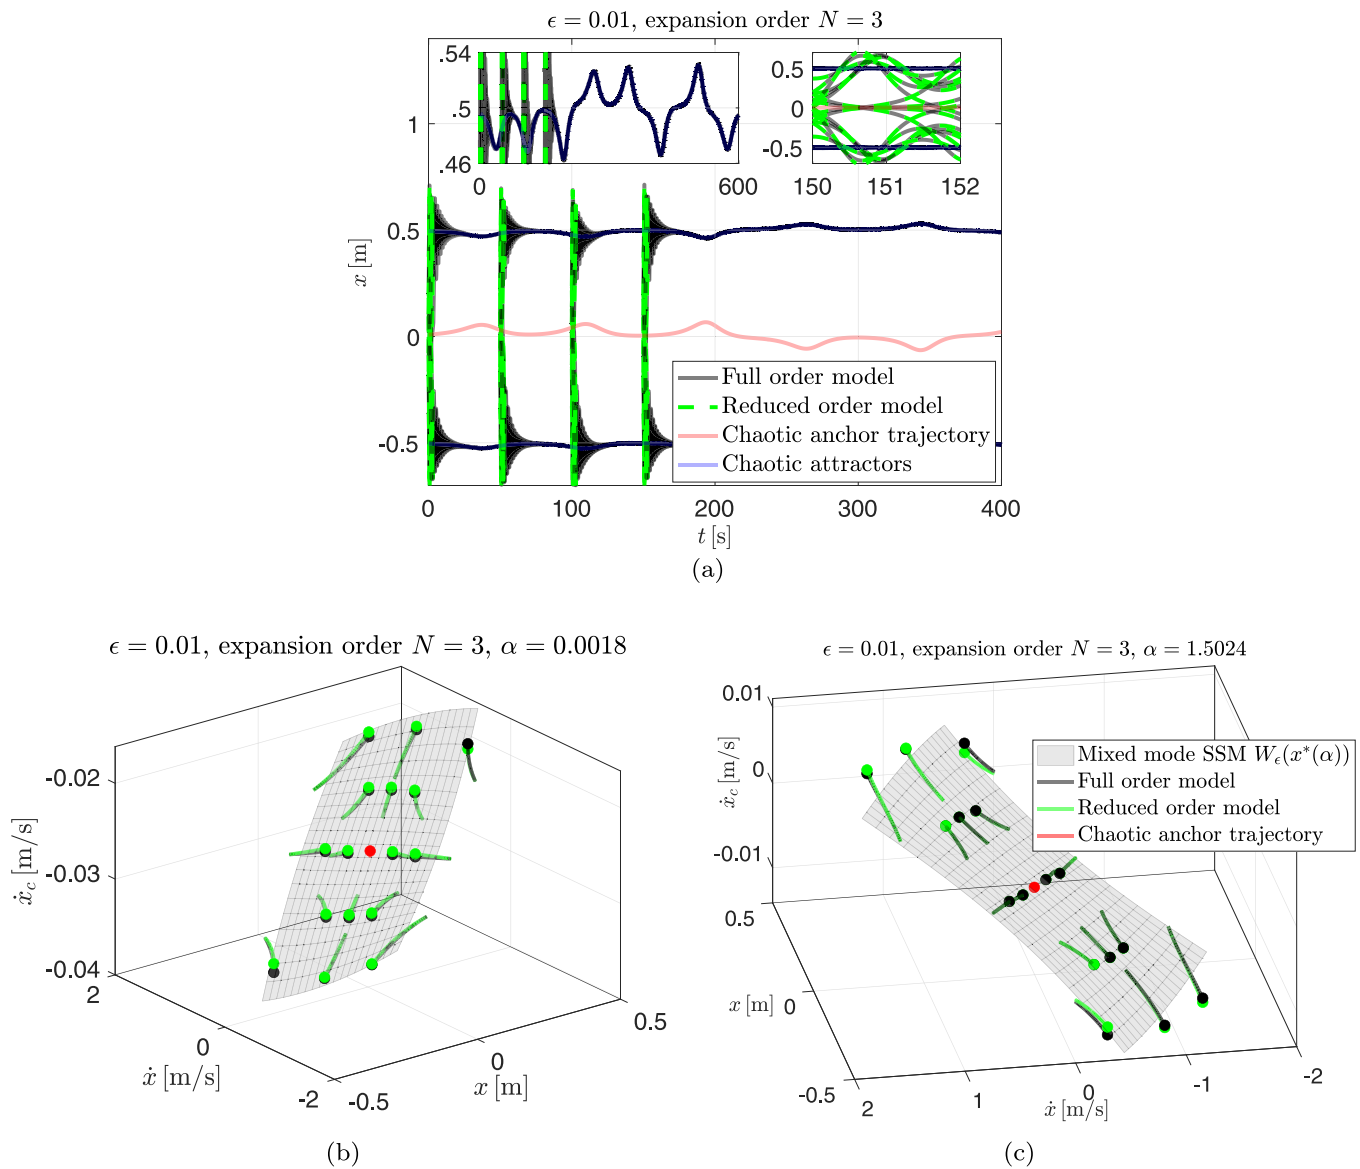 ϵ = 0.01, expansion order N = 3
.54
.5
.46
0
600
0.5
0
-0.5
150
151
152
1
0.5
0
-0.5
x [m]
Full order model
Reduced order model
Chaotic anchor trajectory
Chaotic attractors
0
100
200
300
400
t [s]
(a)
ϵ = 0.01, expansion order N = 3, α = 0.0018
-0.02
-0.03
-0.04
ẋ_c [m/s]
2
0
-2
ẋ [m/s]
-0.5
0
0.5
x [m]
(b)
ϵ = 0.01, expansion order N = 3, α = 1.5024
0.01
0
-0.01
ẋ_c [m/s]
Mixed mode SSM W_ϵ(x*(α))
Full order model
Reduced order model
Chaotic anchor trajectory
0.5
0
-0.5
x [m]
2
1
0
-1
-2
ẋ [m/s]
(c)